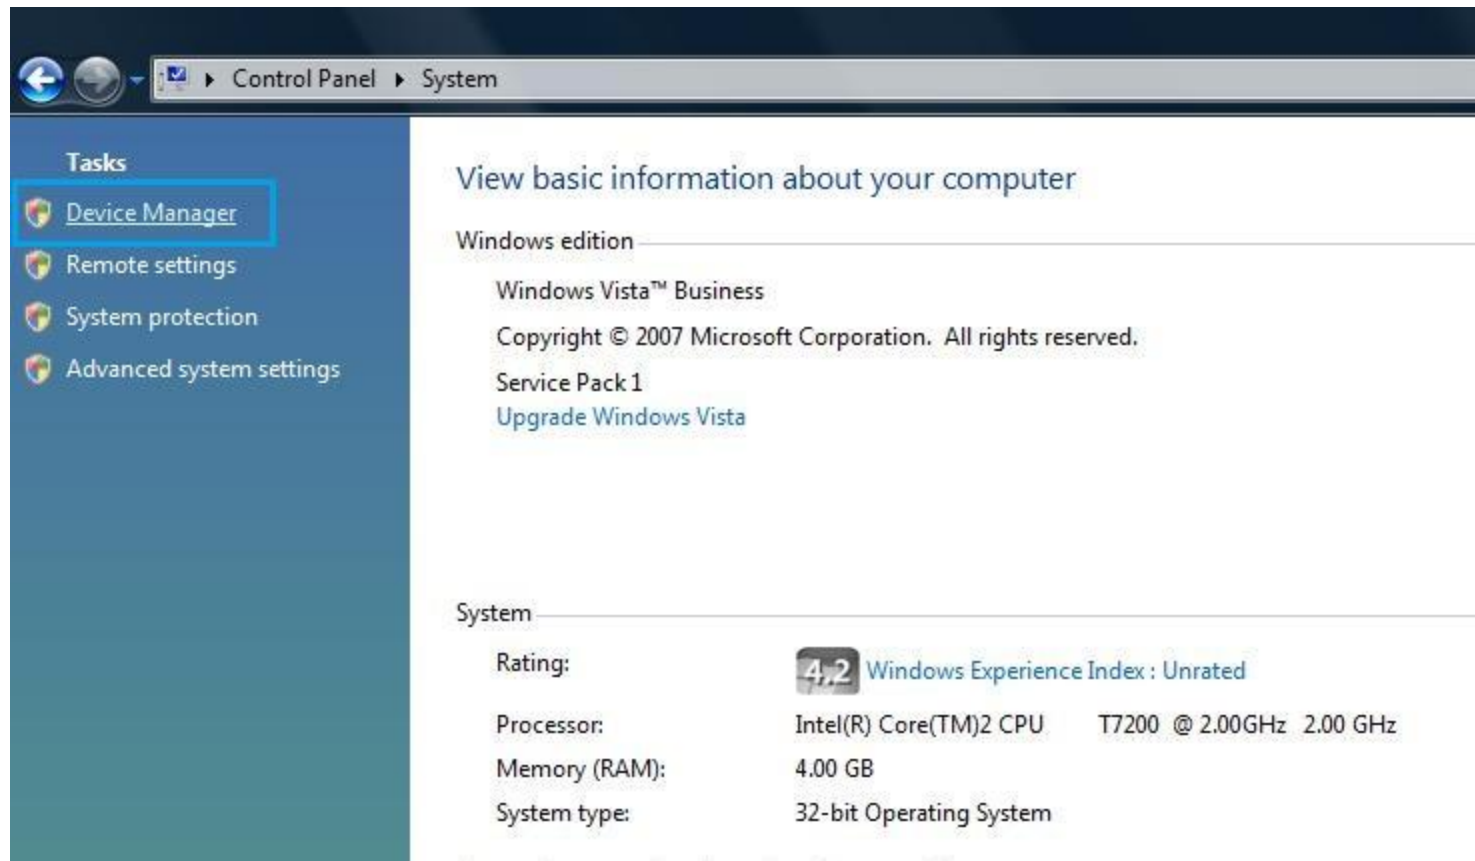 Control Panel ▸ System
Tasks
Device Manager
Remote settings
System protection
Advanced system settings
View basic information about your computer
Windows edition
Windows Vista™ Business
Copyright © 2007 Microsoft Corporation.  All rights reserved.
Service Pack 1
Upgrade Windows Vista
System
Rating: 4,2 Windows Experience Index : Unrated
Processor: Intel(R) Core(TM)2 CPU T7200 @ 2.00GHz 2.00 GHz
Memory (RAM): 4.00 GB
System type: 32-bit Operating System